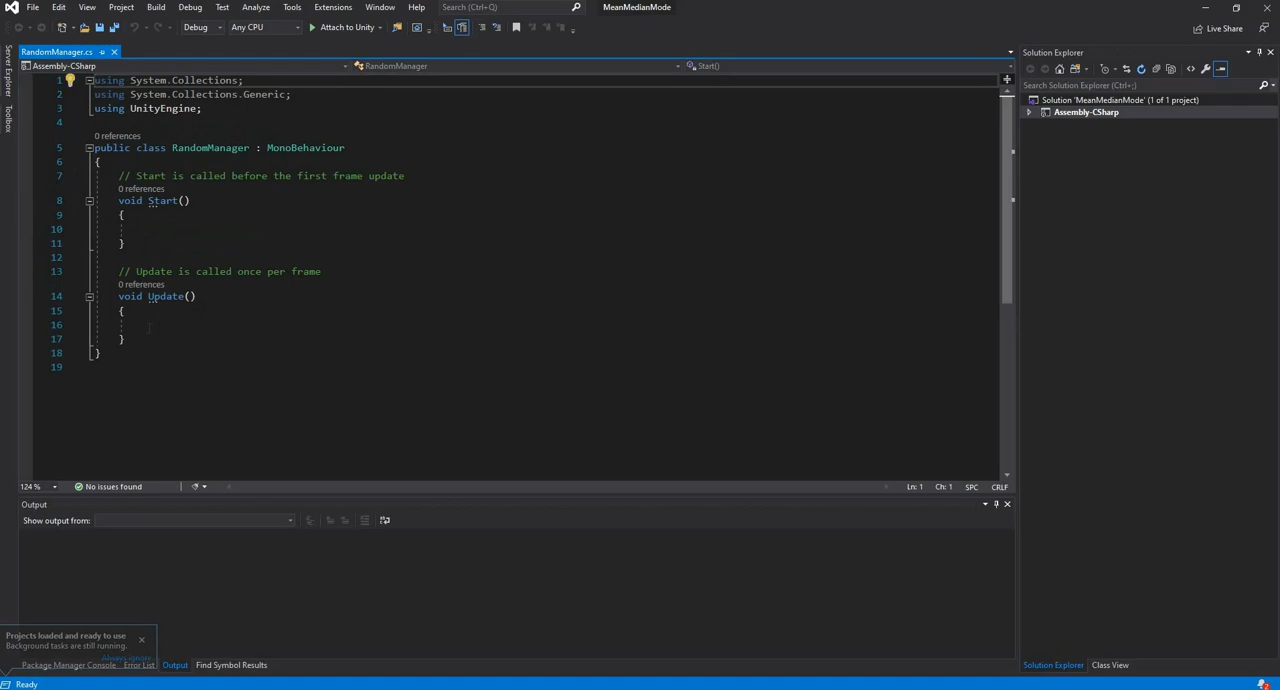 File Edit View Project Build Debug Test Analyze Tools Extensions Window Help Search (Ctrl+Q) MeanMedianMode
Debug Any CPU Attach to Unity Live Share
RandomManager.cs
Assembly-CSharp RandomManager Start()
1 using System.Collections;
2 using System.Collections.Generic;
3 using UnityEngine;
4
0 references
5 public class RandomManager : MonoBehaviour
6 {
7 // Start is called before the first frame update
0 references
8 void Start()
9 {
10
11 }
12
13 // Update is called once per frame
0 references
14 void Update()
15 {
16
17 }
18 }
19
124 % No issues found Ln: 1 Ch: 1 SPC CRLF
Output
Show output from:
Server Explorer
Toolbox
Solution Explorer
Search Solution Explorer (Ctrl+;)
Solution 'MeanMedianMode' (1 of 1 project)
Assembly-CSharp
Projects loaded and ready to use
Background tasks are still running.
Always ignore
Package Manager Console Error List Output Find Symbol Results
Solution Explorer Class View
Ready 2